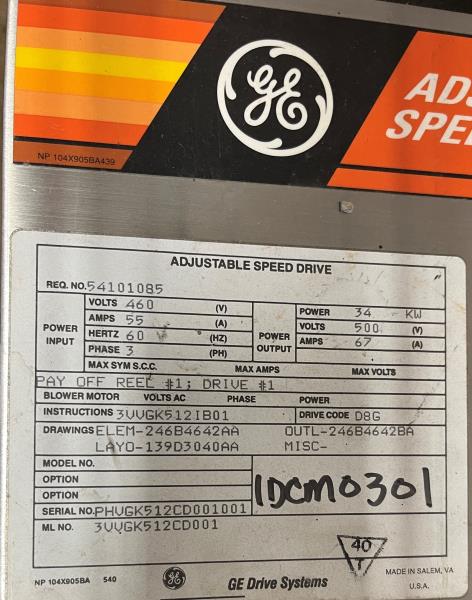 GE
ADJ
SPEE
NP 104X905BA439
ADJUSTABLE SPEED DRIVE
REQ. NO. 54101085
POWER INPUT
VOLTS 460 (V)
AMPS 55 (A)
HERTZ 60 (HZ)
PHASE 3 (PH)
POWER OUTPUT
POWER 34 KW
VOLTS 500 (V)
AMPS 67 (A)
MAX SYM S.C.C. MAX AMPS MAX VOLTS
PAY OFF REEL #1; DRIVE #1
BLOWER MOTOR VOLTS AC PHASE POWER
INSTRUCTIONS 3VVGK512IB01 DRIVE CODE D8G
DRAWINGS ELEM-246B4642AA OUTL-246B4642BA
LAYO-139D3040AA MISC-
MODEL NO.
OPTION
OPTION
SERIAL NO. PHVGK512CD001001
ML NO. 3VVGK512CD001
1DCM0301
40
1
NP 104X905BA 540
GE
GE Drive Systems
MADE IN SALEM, VA
U.S.A.